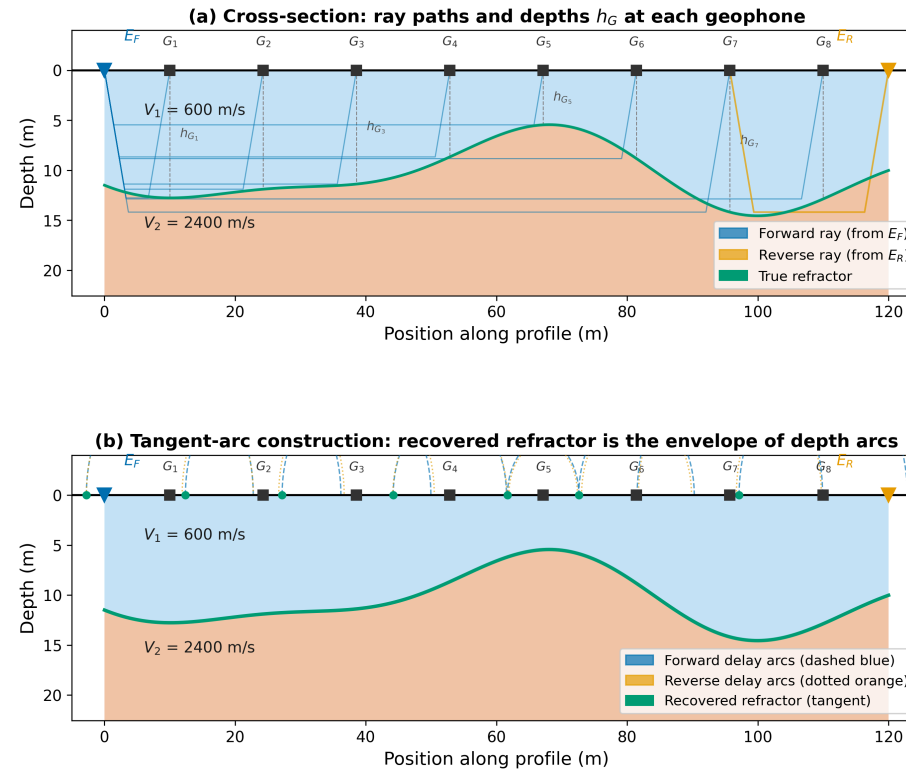 (a) Cross-section: ray paths and depths h_G at each geophone
E_F G_1 G_2 G_3 G_4 G_5 G_6 G_7 E_R G_8
0
V_1 = 600 m/s
h_G_5
5
h_G_1
h_G_3
h_G_7
10
15
V_2 = 2400 m/s
20
Depth (m)
Forward ray (from E_F)
Reverse ray (from E_R)
True refractor
0 20 40 60 80 100 120
Position along profile (m)
(b) Tangent-arc construction: recovered refractor is the envelope of depth arcs
E_F G_1 G_2 G_3 G_4 G_5 G_6 G_7 G_8 E_R
0
V_1 = 600 m/s
5
10
15
V_2 = 2400 m/s
20
Depth (m)
Forward delay arcs (dashed blue)
Reverse delay arcs (dotted orange)
Recovered refractor (tangent)
0 20 40 60 80 100 120
Position along profile (m)